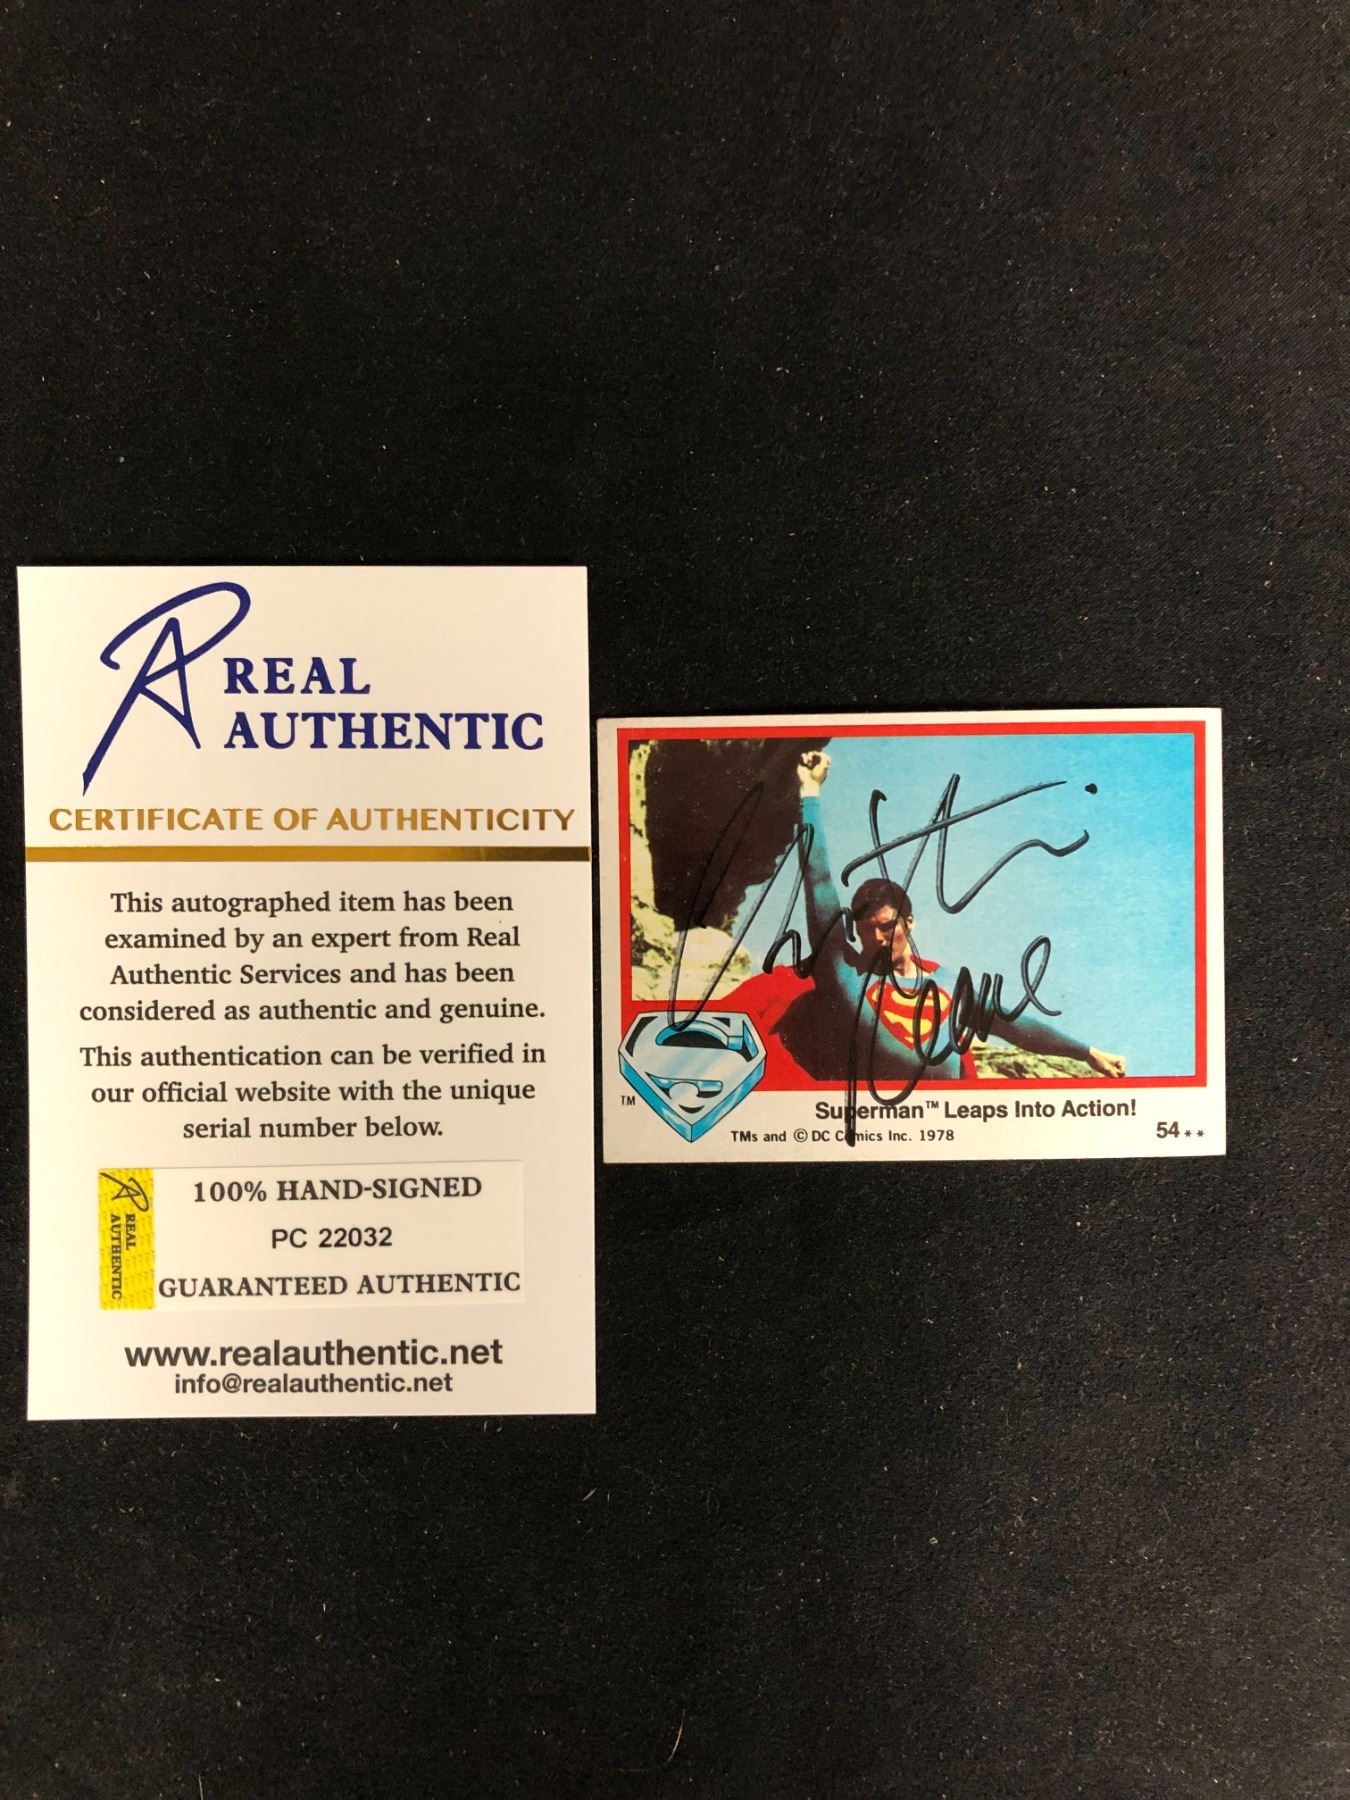 REAL
AUTHENTIC
CERTIFICATE OF AUTHENTICITY
This autographed item has been
examined by an expert from Real
Authentic Services and has been
considered as authentic and genuine.
This authentication can be verified in
our official website with the unique
serial number below.
REAL
AUTHENTIC
100% HAND-SIGNED
PC 22032
GUARANTEED AUTHENTIC
www.realauthentic.net
info@realauthentic.net
TM
Superman™ Leaps Into Action!
TMs and © DC Comics Inc. 1978
54**